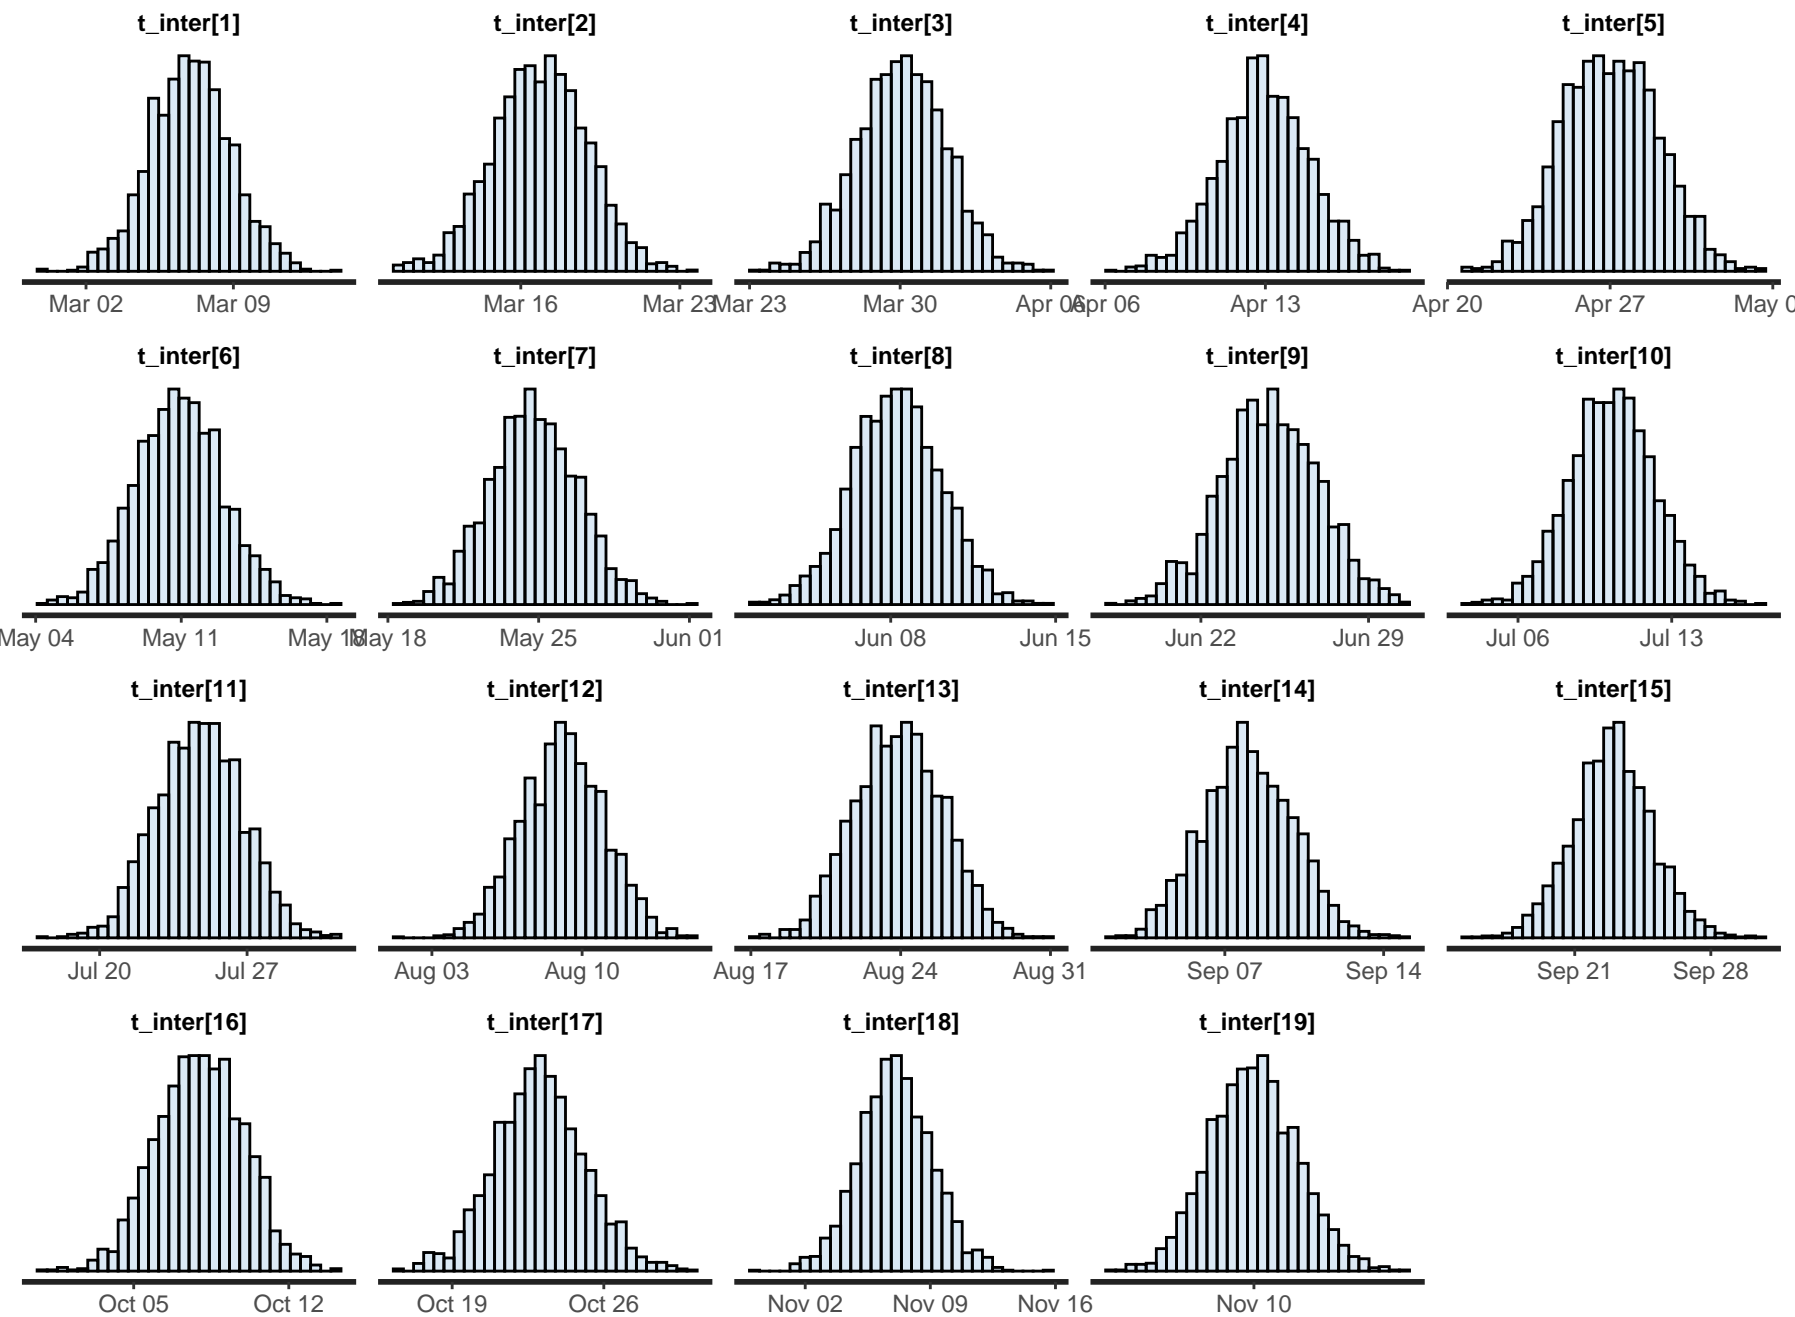 t_inter[1] t_inter[2] t_inter[3] t_inter[4] t_inter[5]
Mar 02 Mar 09 Mar 16 Mar 23 Mar 23 Mar 30 Apr 06 Apr 06 Apr 13 Apr 20 Apr 27 May 0
t_inter[6] t_inter[7] t_inter[8] t_inter[9] t_inter[10]
May 04 May 11 May 18 May 18 May 25 Jun 01 Jun 08 Jun 15 Jun 22 Jun 29 Jul 06 Jul 13
t_inter[11] t_inter[12] t_inter[13] t_inter[14] t_inter[15]
Jul 20 Jul 27 Aug 03 Aug 10 Aug 17 Aug 24 Aug 31 Sep 07 Sep 14 Sep 21 Sep 28
t_inter[16] t_inter[17] t_inter[18] t_inter[19]
Oct 05 Oct 12 Oct 19 Oct 26 Nov 02 Nov 09 Nov 16 Nov 10